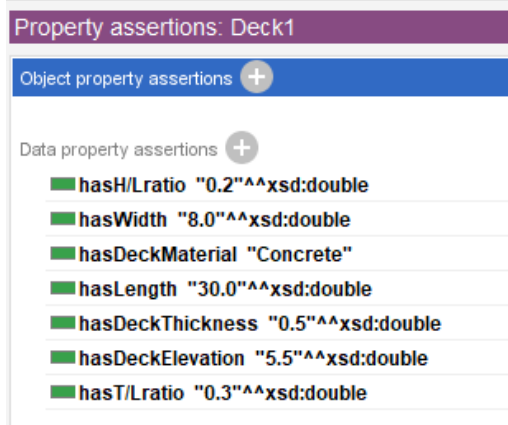 Property assertions: Deck1
Object property assertions
Data property assertions
hasH/Lratio "0.2"^^xsd:double
hasWidth "8.0"^^xsd:double
hasDeckMaterial "Concrete"
hasLength "30.0"^^xsd:double
hasDeckThickness "0.5"^^xsd:double
hasDeckElevation "5.5"^^xsd:double
hasT/Lratio "0.3"^^xsd:double